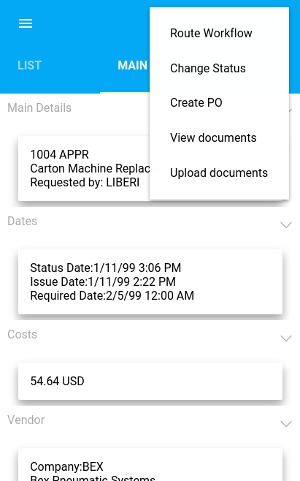 Route Workflow
Change Status
Create PO
View documents
Upload documents
LIST
MAIN
Main Details
1004 APPR
Carton Machine Replac
Requested by: LIBERI
Dates
Status Date:1/11/99 3:06 PM
Issue Date:1/11/99 2:22 PM
Required Date:2/5/99 12:00 AM
Costs
54.64 USD
Vendor
Company:BEX
Bex Pneumatic Systems